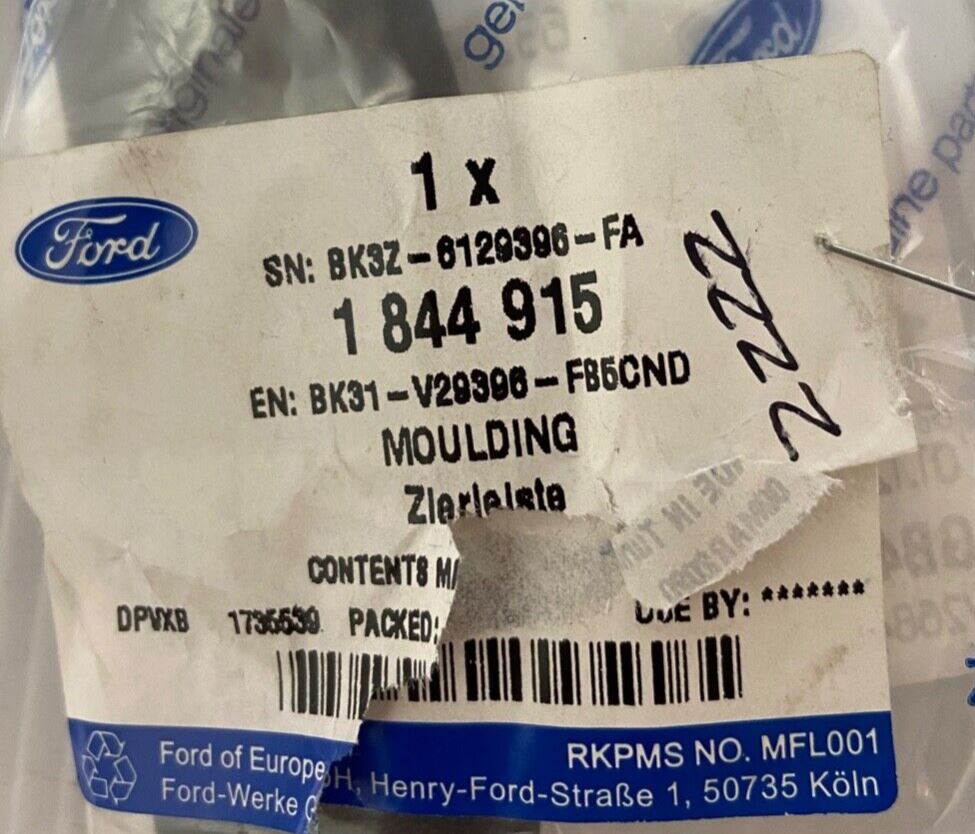 Ford
Ford
1 x
SN: BK3Z-6129396-FA
1 844 915
EN: BK31-V29396-FB5CND
MOULDING
Zierleiste
CONTENTS
DPVXB 1735539 PACKED:
BY: *******
2222
Ford of Europe
Ford-Werke
H, Henry-Ford-Straße 1, 50735 Köln
RKPMS NO. MFL001